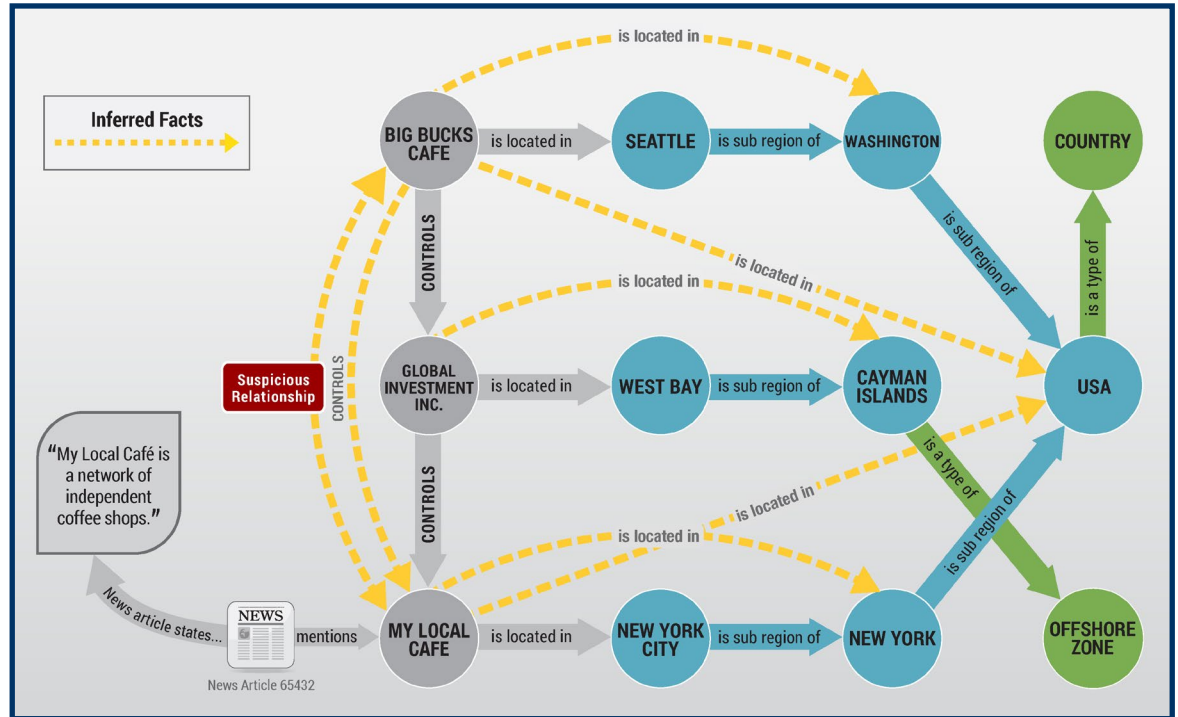 is located in
Inferred Facts
BIG BUCKS
CAFE
is located in
SEATTLE
is sub region of
WASHINGTON
COUNTRY
CONTROLS
is located in
is sub region of
is a type of
is located in
Suspicious
Relationship
CONTROLS
GLOBAL
INVESTMENT
INC.
is located in
WEST BAY
is sub region of
CAYMAN
ISLANDS
USA
“My Local Café is
a network of
independent
coffee shops.”
CONTROLS
is a type of
is located in
is sub region of
is located in
News article states...
NEWS
mentions
MY LOCAL
CAFE
is located in
NEW YORK
CITY
is sub region of
NEW YORK
OFFSHORE
ZONE
News Article 65432